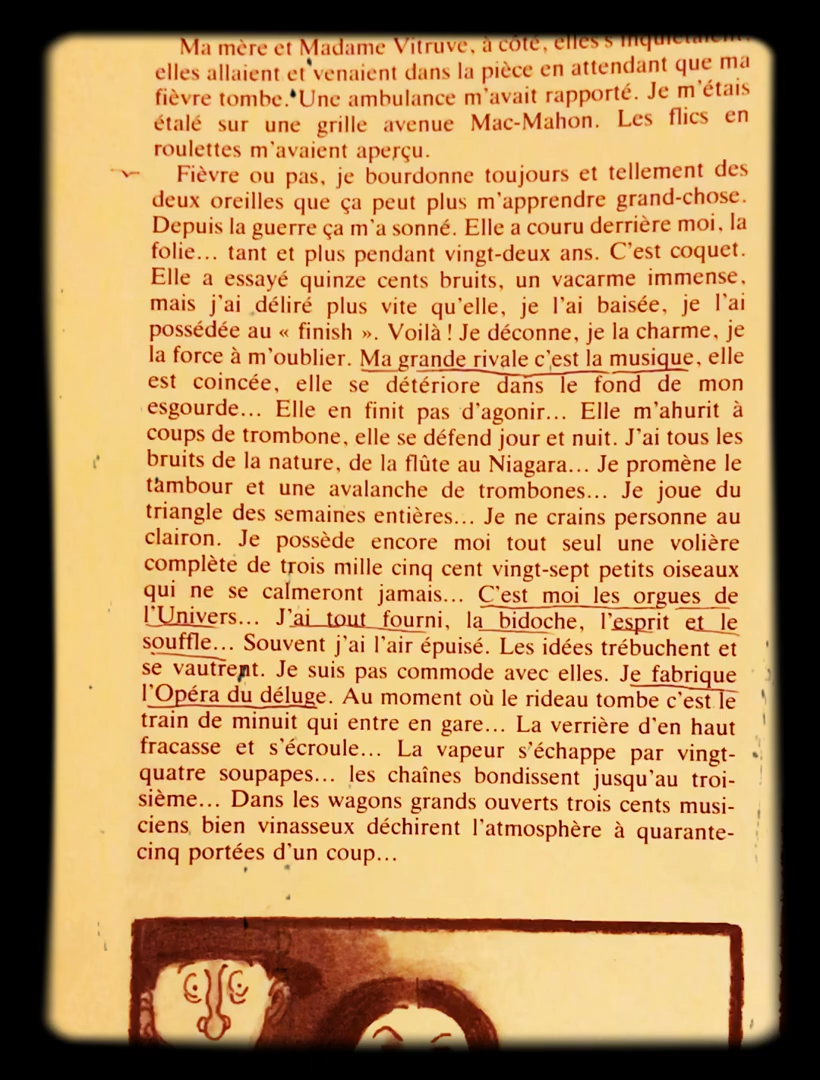 Ma mère et Madame Vitruve, à côté, elles s'inquiétaient,
elles allaient et venaient dans la pièce en attendant que ma
fièvre tombe. Une ambulance m'avait rapporté. Je m'étais
étalé sur une grille avenue Mac-Mahon. Les flics en
roulettes m'avaient aperçu.
Fièvre ou pas, je bourdonne toujours et tellement des
deux oreilles que ça peut plus m'apprendre grand-chose.
Depuis la guerre ça m'a sonné. Elle a couru derrière moi, la
folie... tant et plus pendant vingt-deux ans. C'est coquet.
Elle a essayé quinze cents bruits, un vacarme immense,
mais j'ai déliré plus vite qu'elle, je l'ai baisée, je l'ai
possédée au « finish ». Voilà ! Je déconne, je la charme, je
la force à m'oublier. Ma grande rivale c'est la musique, elle
est coincée, elle se détériore dans le fond de mon
esgourde... Elle en finit pas d'agonir... Elle m'ahurit à
coups de trombone, elle se défend jour et nuit. J'ai tous les
bruits de la nature, de la flûte au Niagara... Je promène le
tambour et une avalanche de trombones... Je joue du
triangle des semaines entières... Je ne crains personne au
clairon. Je possède encore moi tout seul une volière
complète de trois mille cinq cent vingt-sept petits oiseaux
qui ne se calmeront jamais... C'est moi les orgues de
l'Univers... J'ai tout fourni, la bidoche, l'esprit et le
souffle... Souvent j'ai l'air épuisé. Les idées trébuchent et
se vautrent. Je suis pas commode avec elles. Je fabrique
l'Opéra du déluge. Au moment où le rideau tombe c'est le
train de minuit qui entre en gare... La verrière d'en haut
fracasse et s'écroule... La vapeur s'échappe par vingt-
quatre soupapes... les chaînes bondissent jusqu'au troi-
sième... Dans les wagons grands ouverts trois cents musi-
ciens bien vinasseux déchirent l'atmosphère à quarante-
cinq portées d'un coup...